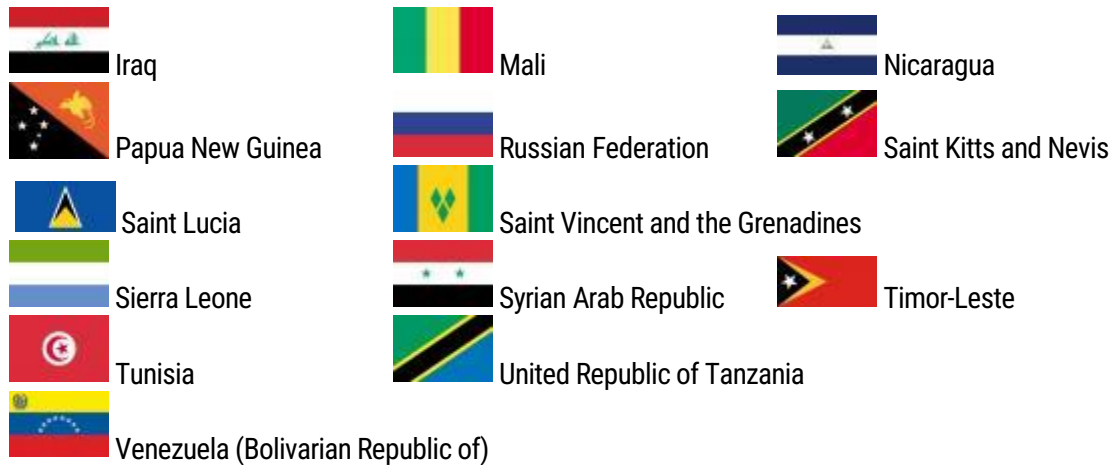 Iraq Mali Nicaragua
Papua New Guinea Russian Federation Saint Kitts and Nevis
Saint Lucia Saint Vincent and the Grenadines
Sierra Leone Syrian Arab Republic Timor-Leste
Tunisia United Republic of Tanzania
Venezuela (Bolivarian Republic of)